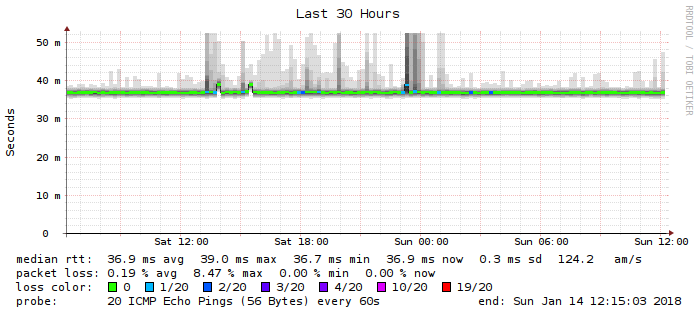 Last 30 Hours
RRDTOOL / TOBI OETIKER
Seconds
50 m
40 m
30 m
20 m
10 m
0
Sat 12:00 Sat 18:00 Sun 00:00 Sun 06:00 Sun 12:00
median rtt: 36.9 ms avg 39.0 ms max 36.7 ms min 36.9 ms now 0.3 ms sd 124.2 am/s
packet loss: 0.19 % avg 8.47 % max 0.00 % min 0.00 % now
loss color: 0 1/20 2/20 3/20 4/20 10/20 19/20
probe: 20 ICMP Echo Pings (56 Bytes) every 60s end: Sun Jan 14 12:15:03 2018